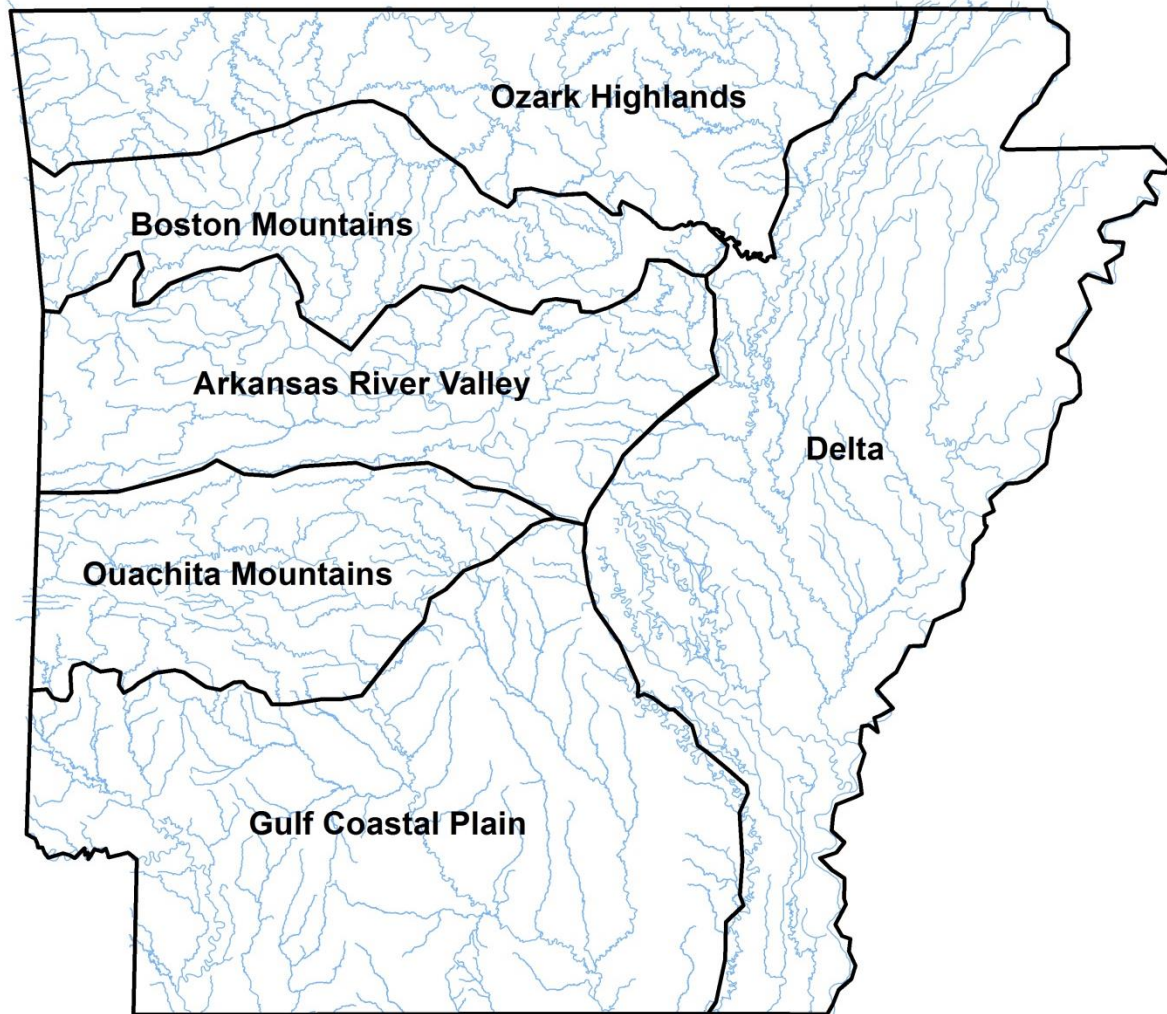 Ozark Highlands
Boston Mountains
Arkansas River Valley
Delta
Ouachita Mountains
Gulf Coastal Plain